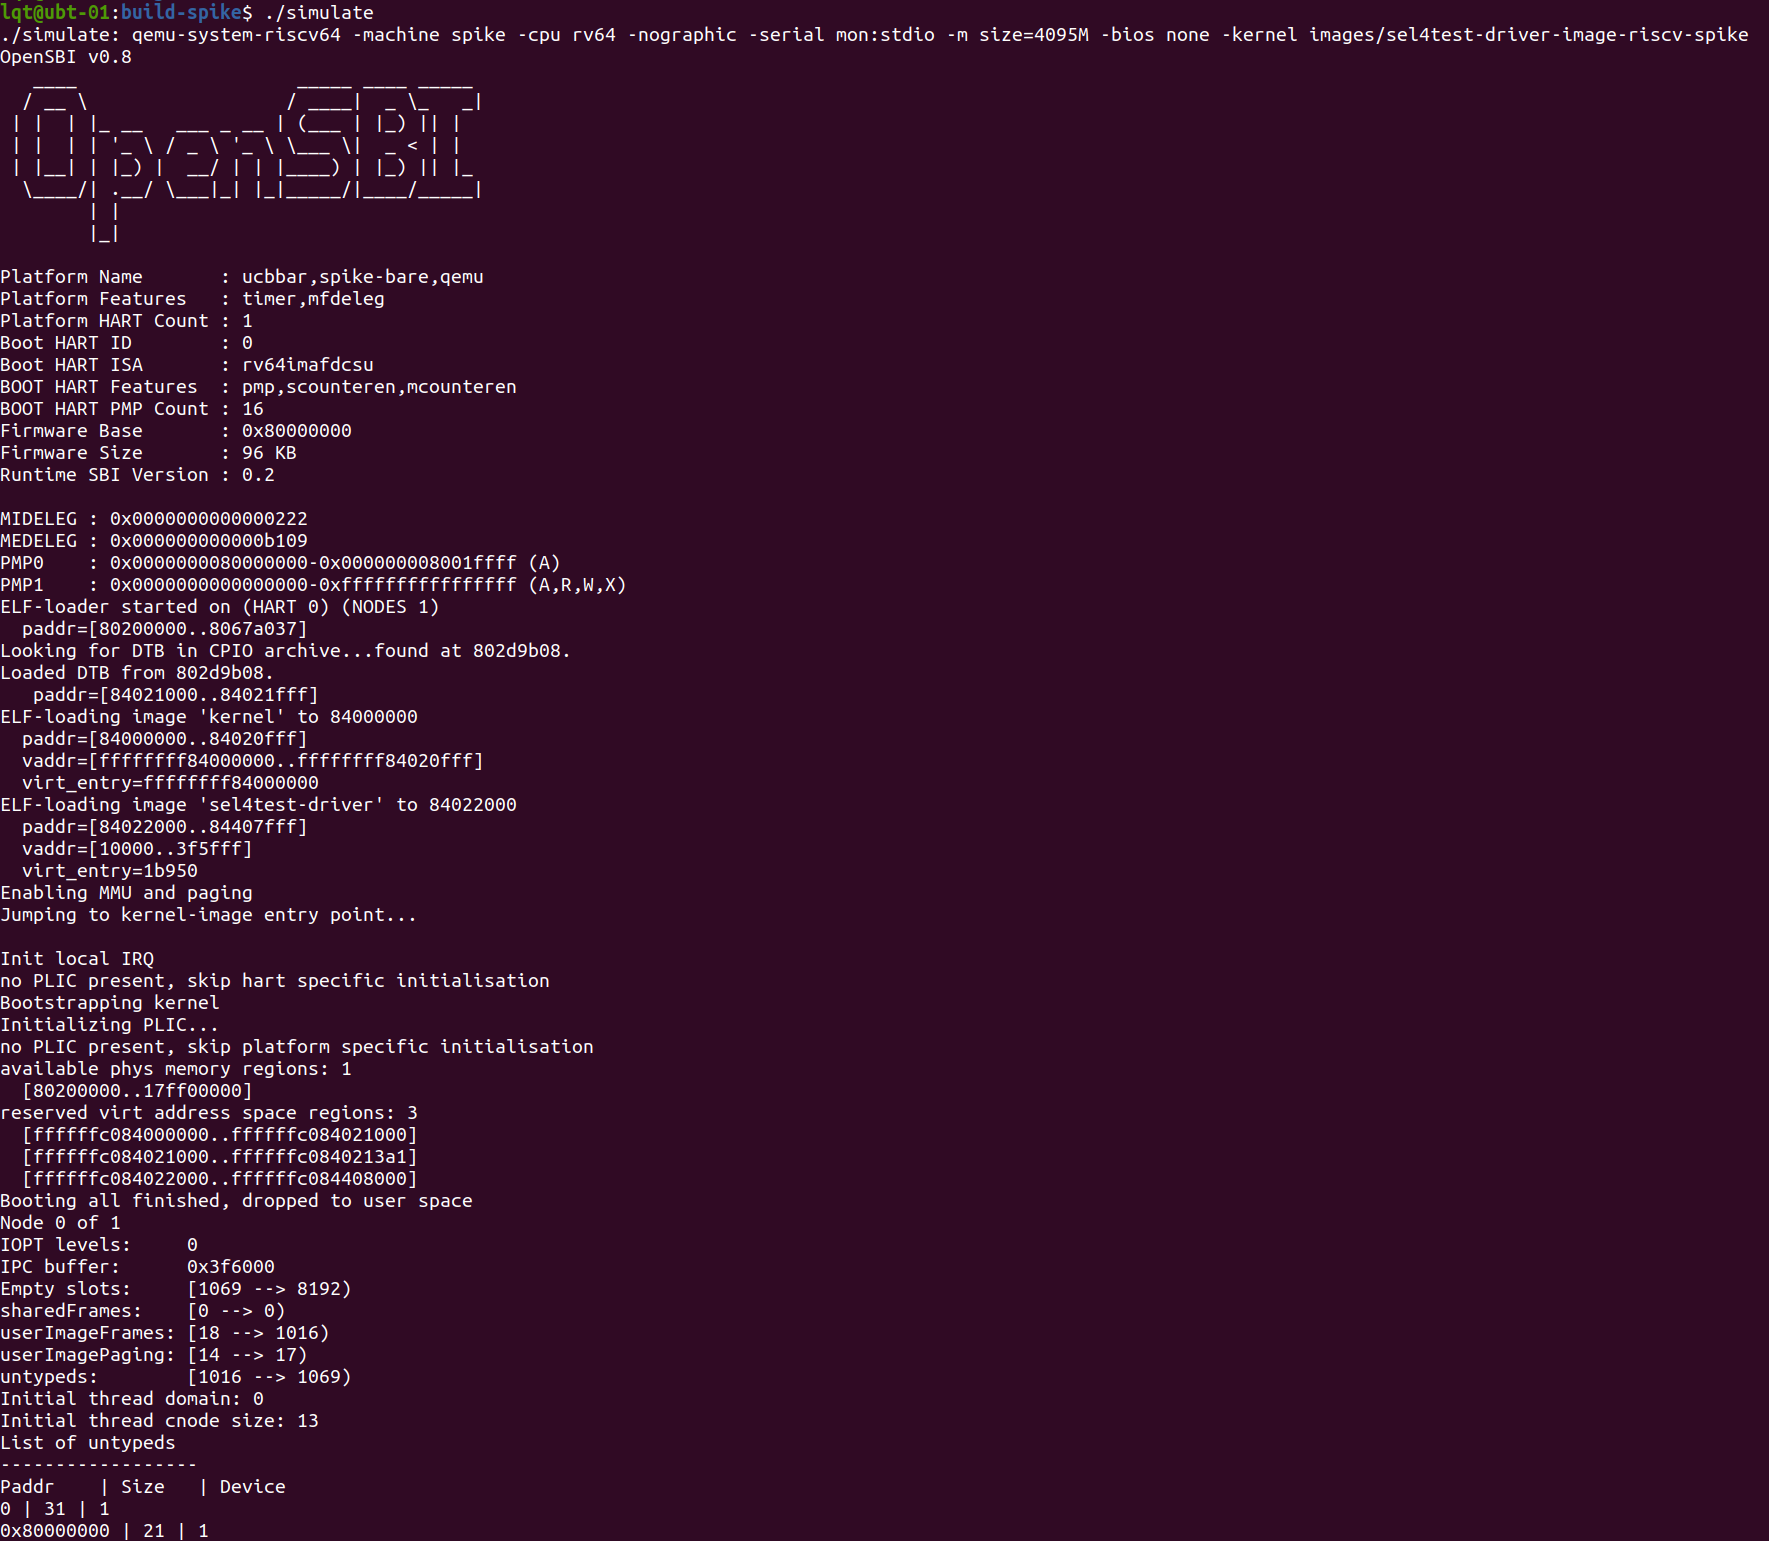 lqt@ubt-01:build-spike$ ./simulate
./simulate: qemu-system-riscv64 -machine spike -cpu rv64 -nographic -serial mon:stdio -m size=4095M -bios none -kernel images/sel4test-driver-image-riscv-spike
OpenSBI v0.8
   ____                    _____ ____ _____
  / __ \                  / ____|  _ \_   _|
 | |  | |_ __   ___ _ __ | (___ | |_) || |
 | |  | | '_ \ / _ \ '_ \ \___ \|  _ < | |
 | |__| | |_) |  __/ | | |____) | |_) || |_
  \____/| .__/ \___|_| |_|_____/|____/_____|
        | |
        |_|

Platform Name       : ucbbar,spike-bare,qemu
Platform Features   : timer,mfdeleg
Platform HART Count : 1
Boot HART ID        : 0
Boot HART ISA       : rv64imafdcsu
BOOT HART Features  : pmp,scounteren,mcounteren
BOOT HART PMP Count : 16
Firmware Base       : 0x80000000
Firmware Size       : 96 KB
Runtime SBI Version : 0.2

MIDELEG : 0x0000000000000222
MEDELEG : 0x000000000000b109
PMP0    : 0x0000000080000000-0x000000008001ffff (A)
PMP1    : 0x0000000000000000-0xffffffffffffffff (A,R,W,X)
ELF-loader started on (HART 0) (NODES 1)
  paddr=[80200000..8067a037]
Looking for DTB in CPIO archive...found at 802d9b08.
Loaded DTB from 802d9b08.
   paddr=[84021000..84021fff]
ELF-loading image 'kernel' to 84000000
  paddr=[84000000..84020fff]
  vaddr=[ffffffff84000000..ffffffff84020fff]
  virt_entry=ffffffff84000000
ELF-loading image 'sel4test-driver' to 84022000
  paddr=[84022000..84407fff]
  vaddr=[10000..3f5fff]
  virt_entry=1b950
Enabling MMU and paging
Jumping to kernel-image entry point...

Init local IRQ
no PLIC present, skip hart specific initialisation
Bootstrapping kernel
Initializing PLIC...
no PLIC present, skip platform specific initialisation
available phys memory regions: 1
  [80200000..17ff00000]
reserved virt address space regions: 3
  [ffffffc084000000..ffffffc084021000]
  [ffffffc084021000..ffffffc0840213a1]
  [ffffffc084022000..ffffffc084408000]
Booting all finished, dropped to user space
Node 0 of 1
IOPT levels:     0
IPC buffer:      0x3f6000
Empty slots:     [1069 --> 8192)
sharedFrames:    [0 --> 0)
userImageFrames: [18 --> 1016)
userImagePaging: [14 --> 17)
untypeds:        [1016 --> 1069)
Initial thread domain: 0
Initial thread cnode size: 13
List of untypeds
------------------
Paddr    | Size   | Device
0 | 31 | 1
0x80000000 | 21 | 1